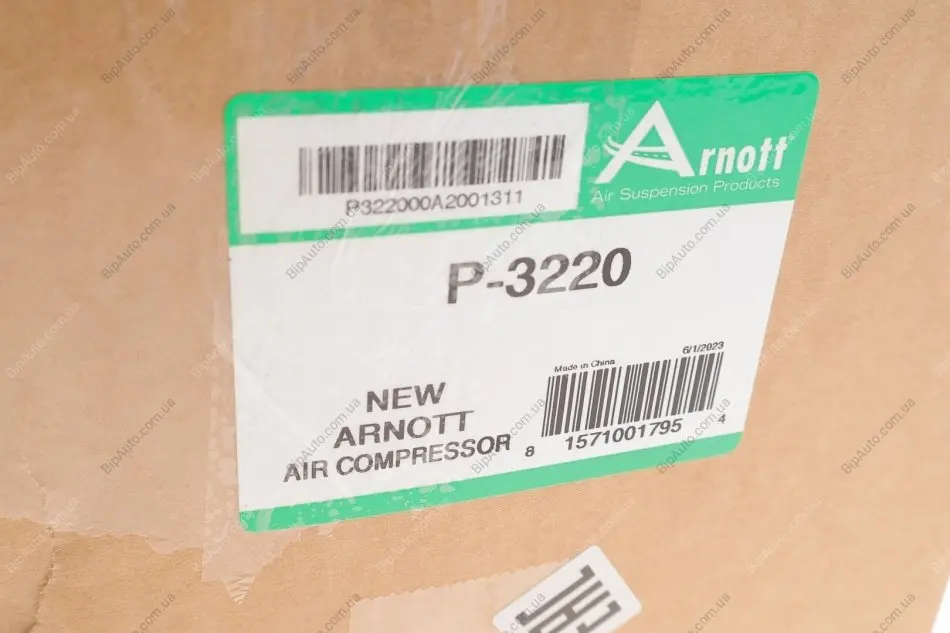 Arnott
Air Suspension Products
P322000A2001311
P-3220
6/1/2023
Made in China
8 1571001795 4
NEW
ARNOTT
AIR COMPRESSOR
BipAuto.com.ua